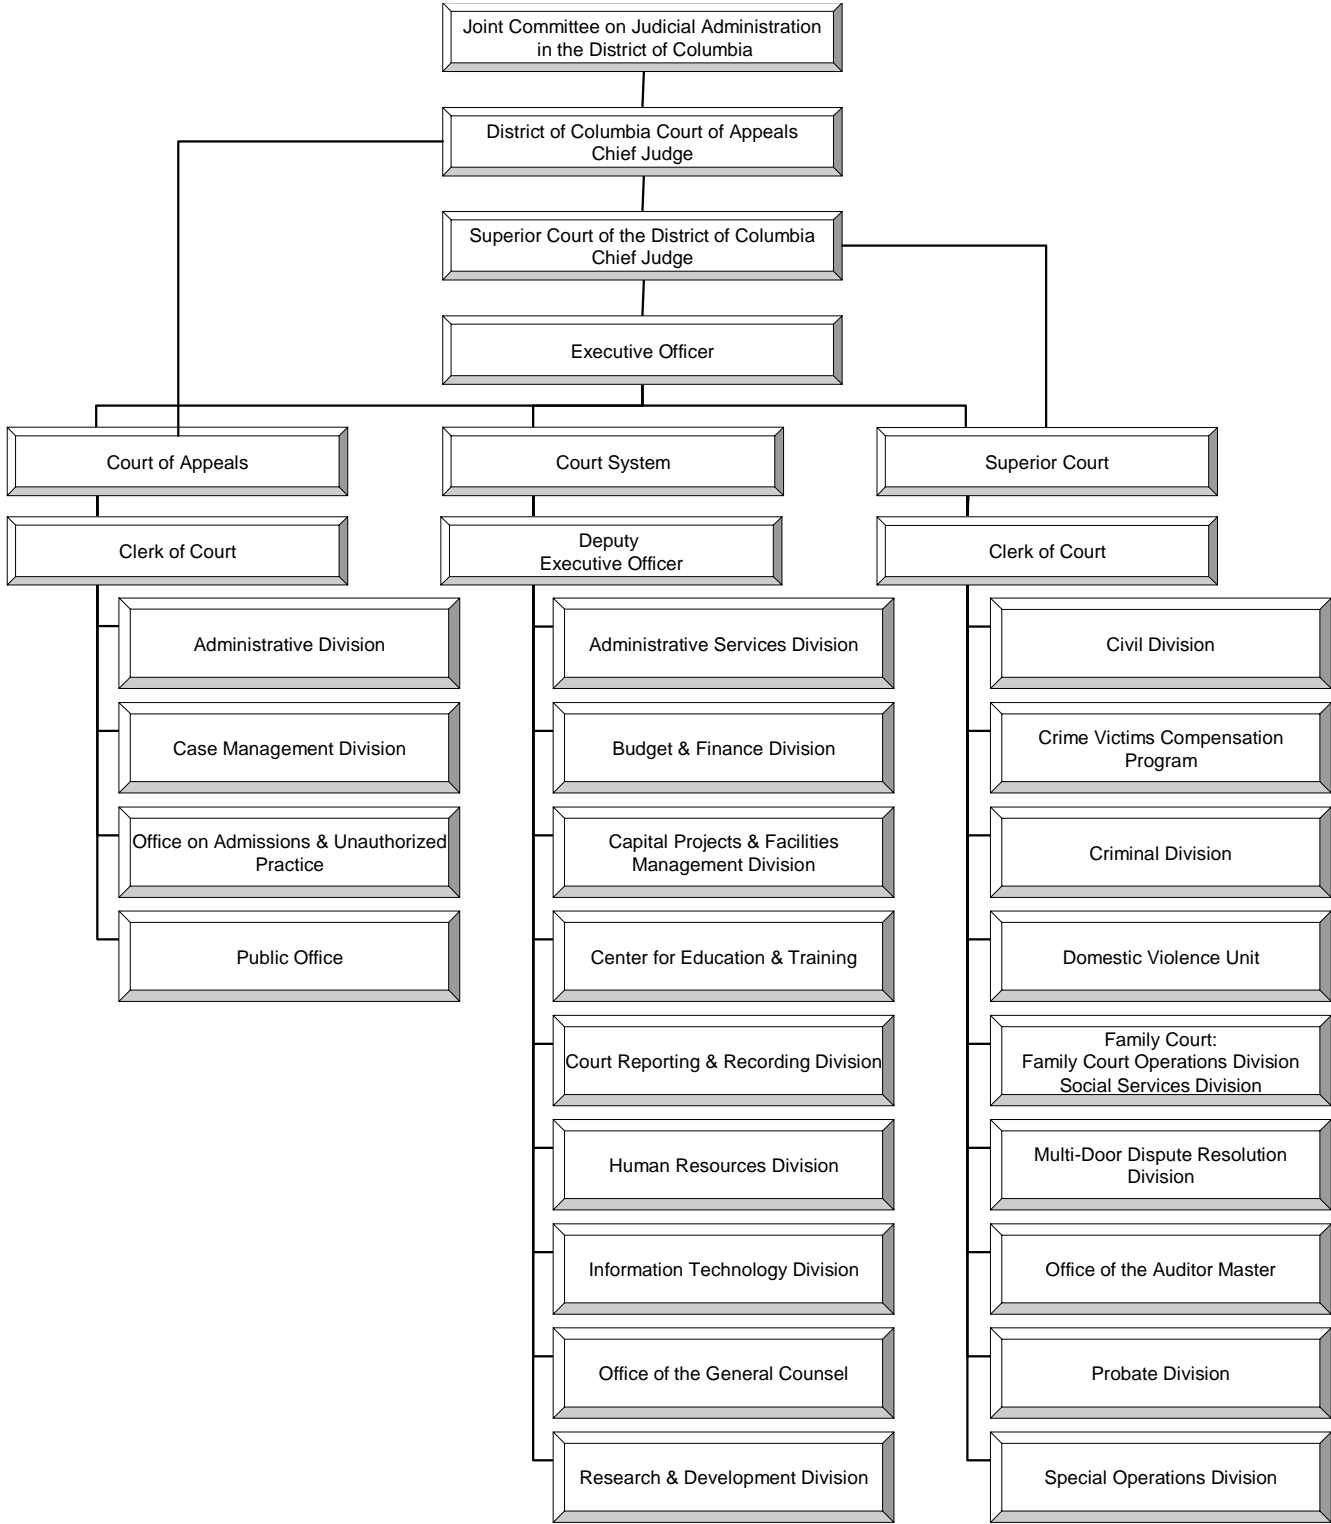 Joint Committee on Judicial Administration
in the District of Columbia
District of Columbia Court of Appeals
Chief Judge
Superior Court of the District of Columbia
Chief Judge
Executive Officer
Court of Appeals
Clerk of Court
Administrative Division
Case Management Division
Office on Admissions & Unauthorized
Practice
Public Office
Court System
Deputy
Executive Officer
Administrative Services Division
Budget & Finance Division
Capital Projects & Facilities
Management Division
Center for Education & Training
Court Reporting & Recording Division
Human Resources Division
Information Technology Division
Office of the General Counsel
Research & Development Division
Superior Court
Clerk of Court
Civil Division
Crime Victims Compensation
Program
Criminal Division
Domestic Violence Unit
Family Court:
Family Court Operations Division
Social Services Division
Multi-Door Dispute Resolution
Division
Office of the Auditor Master
Probate Division
Special Operations Division